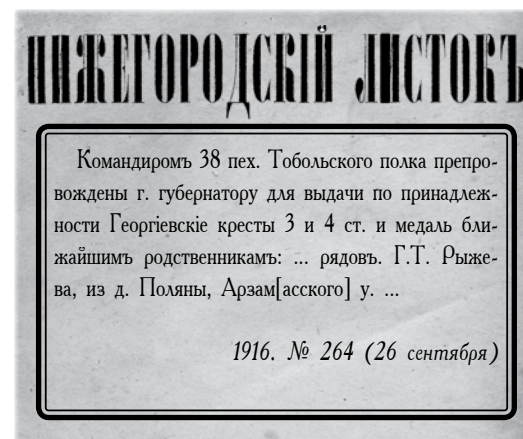 НИЖЕГОРОДСКІЙ ЛИСТОКЪ
Командиромъ 38 пех. Тобольского полка препро-
вождены г. губернатору для выдачи по принадлеж-
ности Георгіевскіе кресты 3 и 4 ст. и медаль бли-
жайшимъ родственникамъ: ... рядовъ. Г.Т. Рыже-
ва, из д. Поляны, Арзам[асского] у. ...
1916. № 264 (26 сентября)